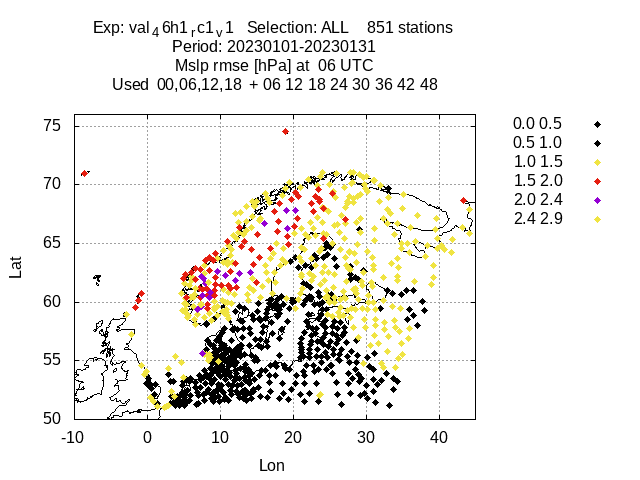 Exp: val46h1rc1v1 Selection: ALL 851 stations
Period: 20230101-20230131
Mslp rmse [hPa] at 06 UTC
Used 00,06,12,18 + 06 12 18 24 30 36 42 48
0.0 0.5
0.5 1.0
1.0 1.5
1.5 2.0
2.0 2.4
2.4 2.9
75
70
65
60
55
50
Lat
-10 0 10 20 30 40
Lon